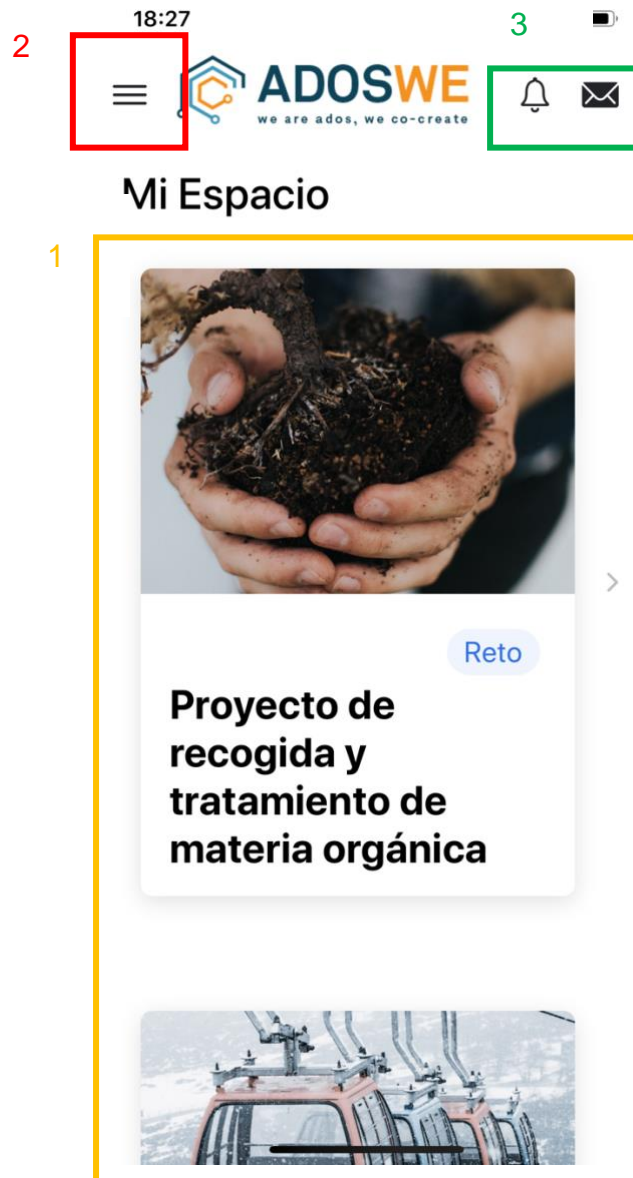 18:27
3
2
ADOSWE
we are ados, we co-create
Mi Espacio
1
Reto
Proyecto de
recogida y
tratamiento de
materia orgánica